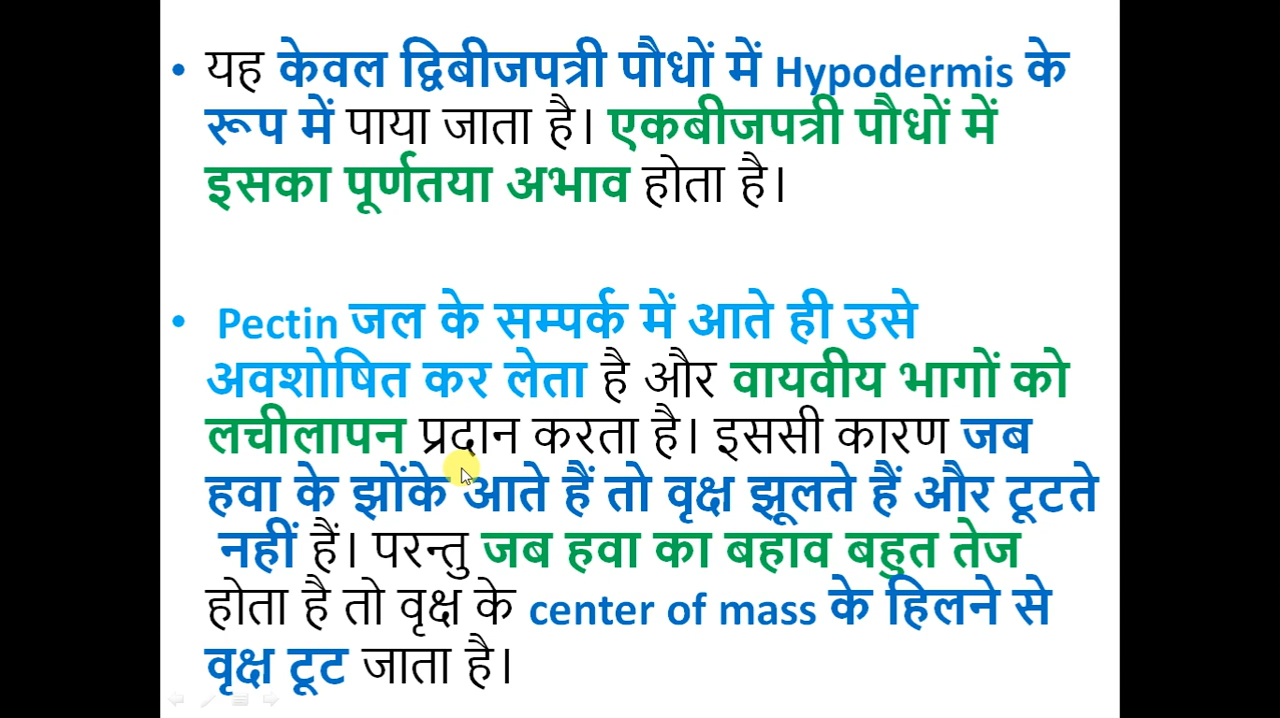 • यह केवल द्विबीजपत्री पौधों में Hypodermis के
रूप में पाया जाता है। एकबीजपत्री पौधों में
इसका पूर्णतया अभाव होता है।
• Pectin जल के सम्पर्क में आते ही उसे
अवशोषित कर लेता है और वायवीय भागों को
लचीलापन प्रदान करता है। इससी कारण जब
हवा के झोंके आते हैं तो वृक्ष झूलते हैं और टूटते
नहीं हैं। परन्तु जब हवा का बहाव बहुत तेज
होता है तो वृक्ष के center of mass के हिलने से
वृक्ष टूट जाता है।